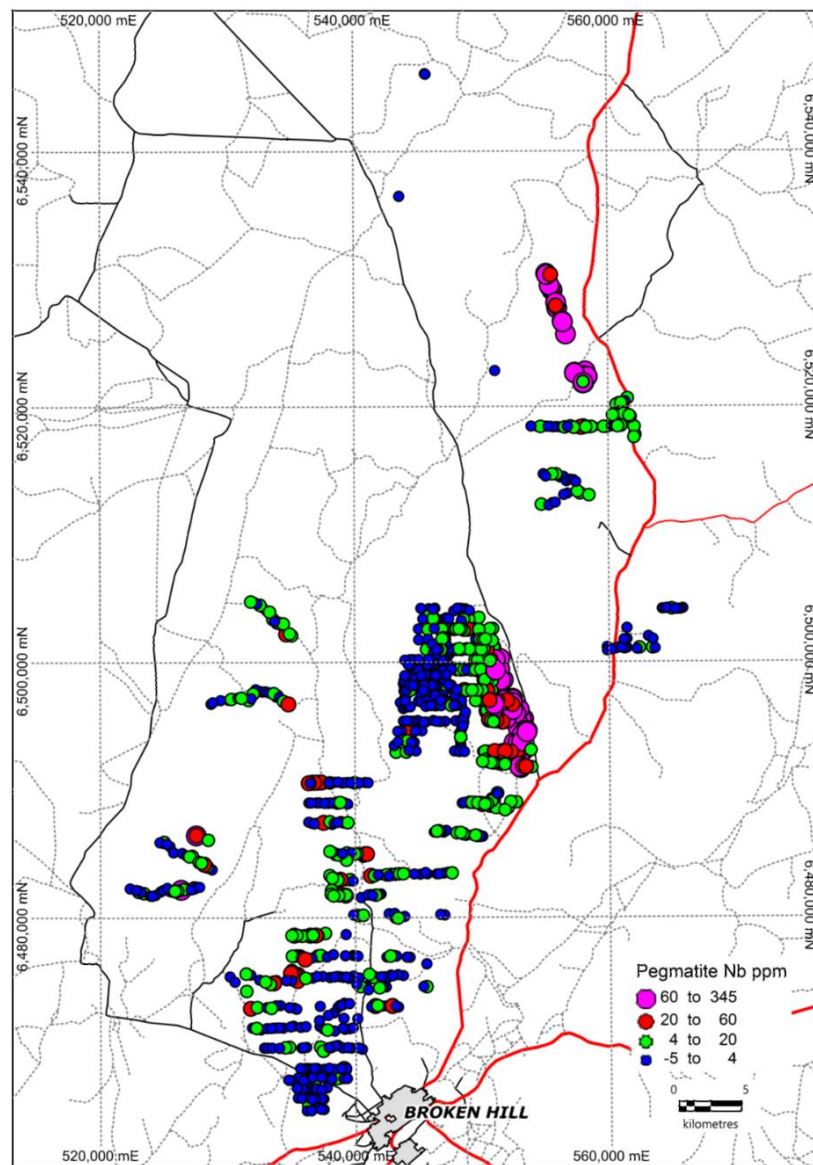 520,000 mE 540,000 mE 560,000 mE
6,540,000 mN 6,540,000 mN
6,520,000 mN 6,520,000 mN
6,500,000 mN 6,500,000 mN
6,480,000 mN 6,480,000 mN
Pegmatite Nb ppm
60 to 345
20 to 60
4 to 20
-5 to 4
0 5
kilometres
BROKEN HILL
520,000 mE 540,000 mE 560,000 mE